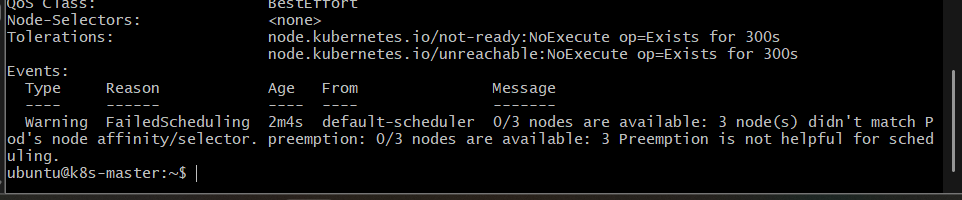 QoS Class:                   BestEffort
Node-Selectors:              <none>
Tolerations:                 node.kubernetes.io/not-ready:NoExecute op=Exists for 300s
                             node.kubernetes.io/unreachable:NoExecute op=Exists for 300s
Events:
  Type     Reason            Age   From               Message
  ----     ------            ----  ----               -------
  Warning  FailedScheduling  2m4s  default-scheduler  0/3 nodes are available: 3 node(s) didn't match P
od's node affinity/selector. preemption: 0/3 nodes are available: 3 Preemption is not helpful for sched
uling.
ubuntu@k8s-master:~$